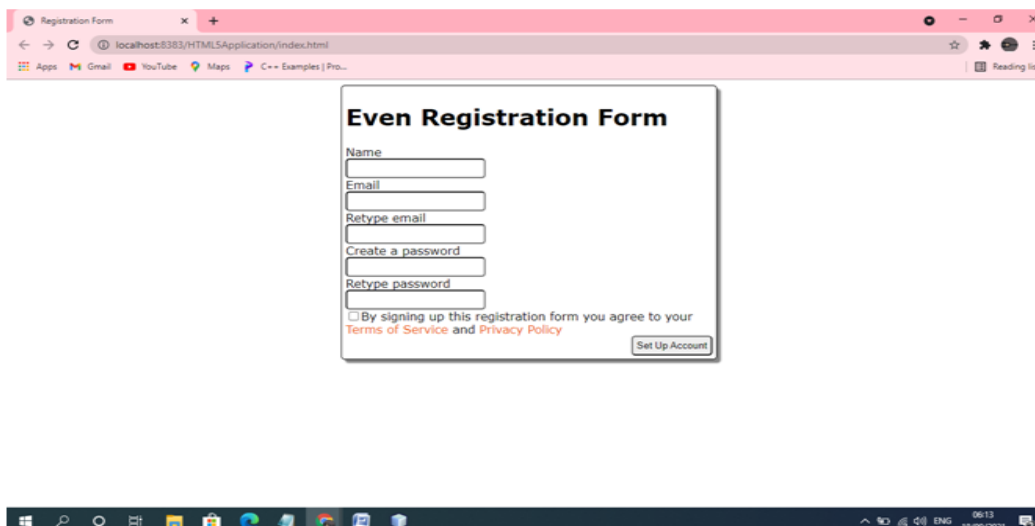 Registration Form
localhost:8383/HTML5Application/index.html
Apps Gmail YouTube Maps C++ Examples | Pro...
Reading lis
Even Registration Form
Name
Email
Retype email
Create a password
Retype password
By signing up this registration form you agree to your
Terms of Service and Privacy Policy
Set Up Account
ENG
06:13